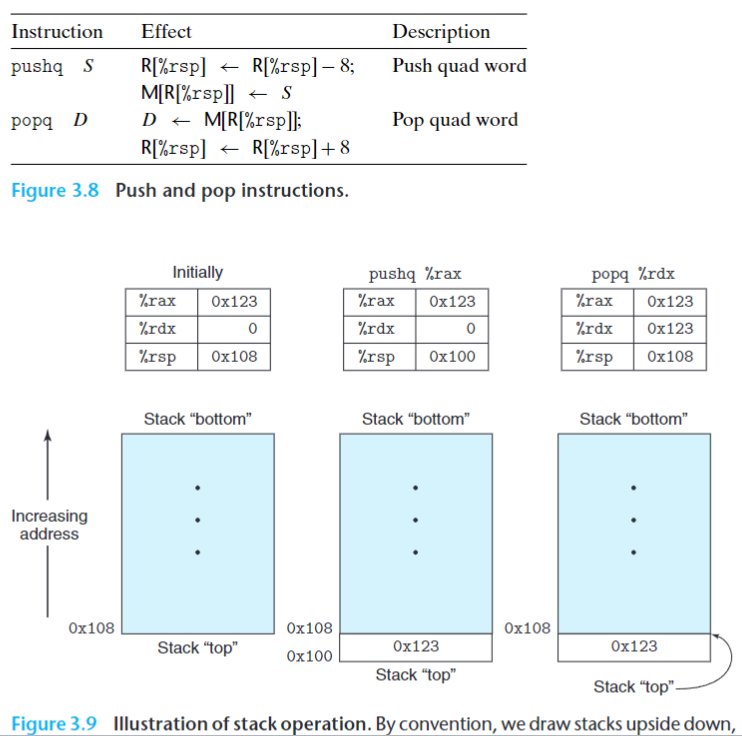 Instruction Effect Description
pushq S R[%rsp] ← R[%rsp] – 8; Push quad word
M[R[%rsp]] ← S
popq D D ← M[R[%rsp]]; Pop quad word
R[%rsp] ← R[%rsp] + 8
Figure 3.8 Push and pop instructions.
Initially pushq %rax popq %rdx
%rax 0x123 %rax 0x123 %rax 0x123
%rdx 0 %rdx 0 %rdx 0x123
%rsp 0x108 %rsp 0x100 %rsp 0x108
Stack “bottom” Stack “bottom” Stack “bottom”
Increasing
address
0x108 0x108 0x108
Stack “top” 0x123 0x123
0x100
Stack “top”
Stack “top”
Figure 3.9 Illustration of stack operation. By convention, we draw stacks upside down,